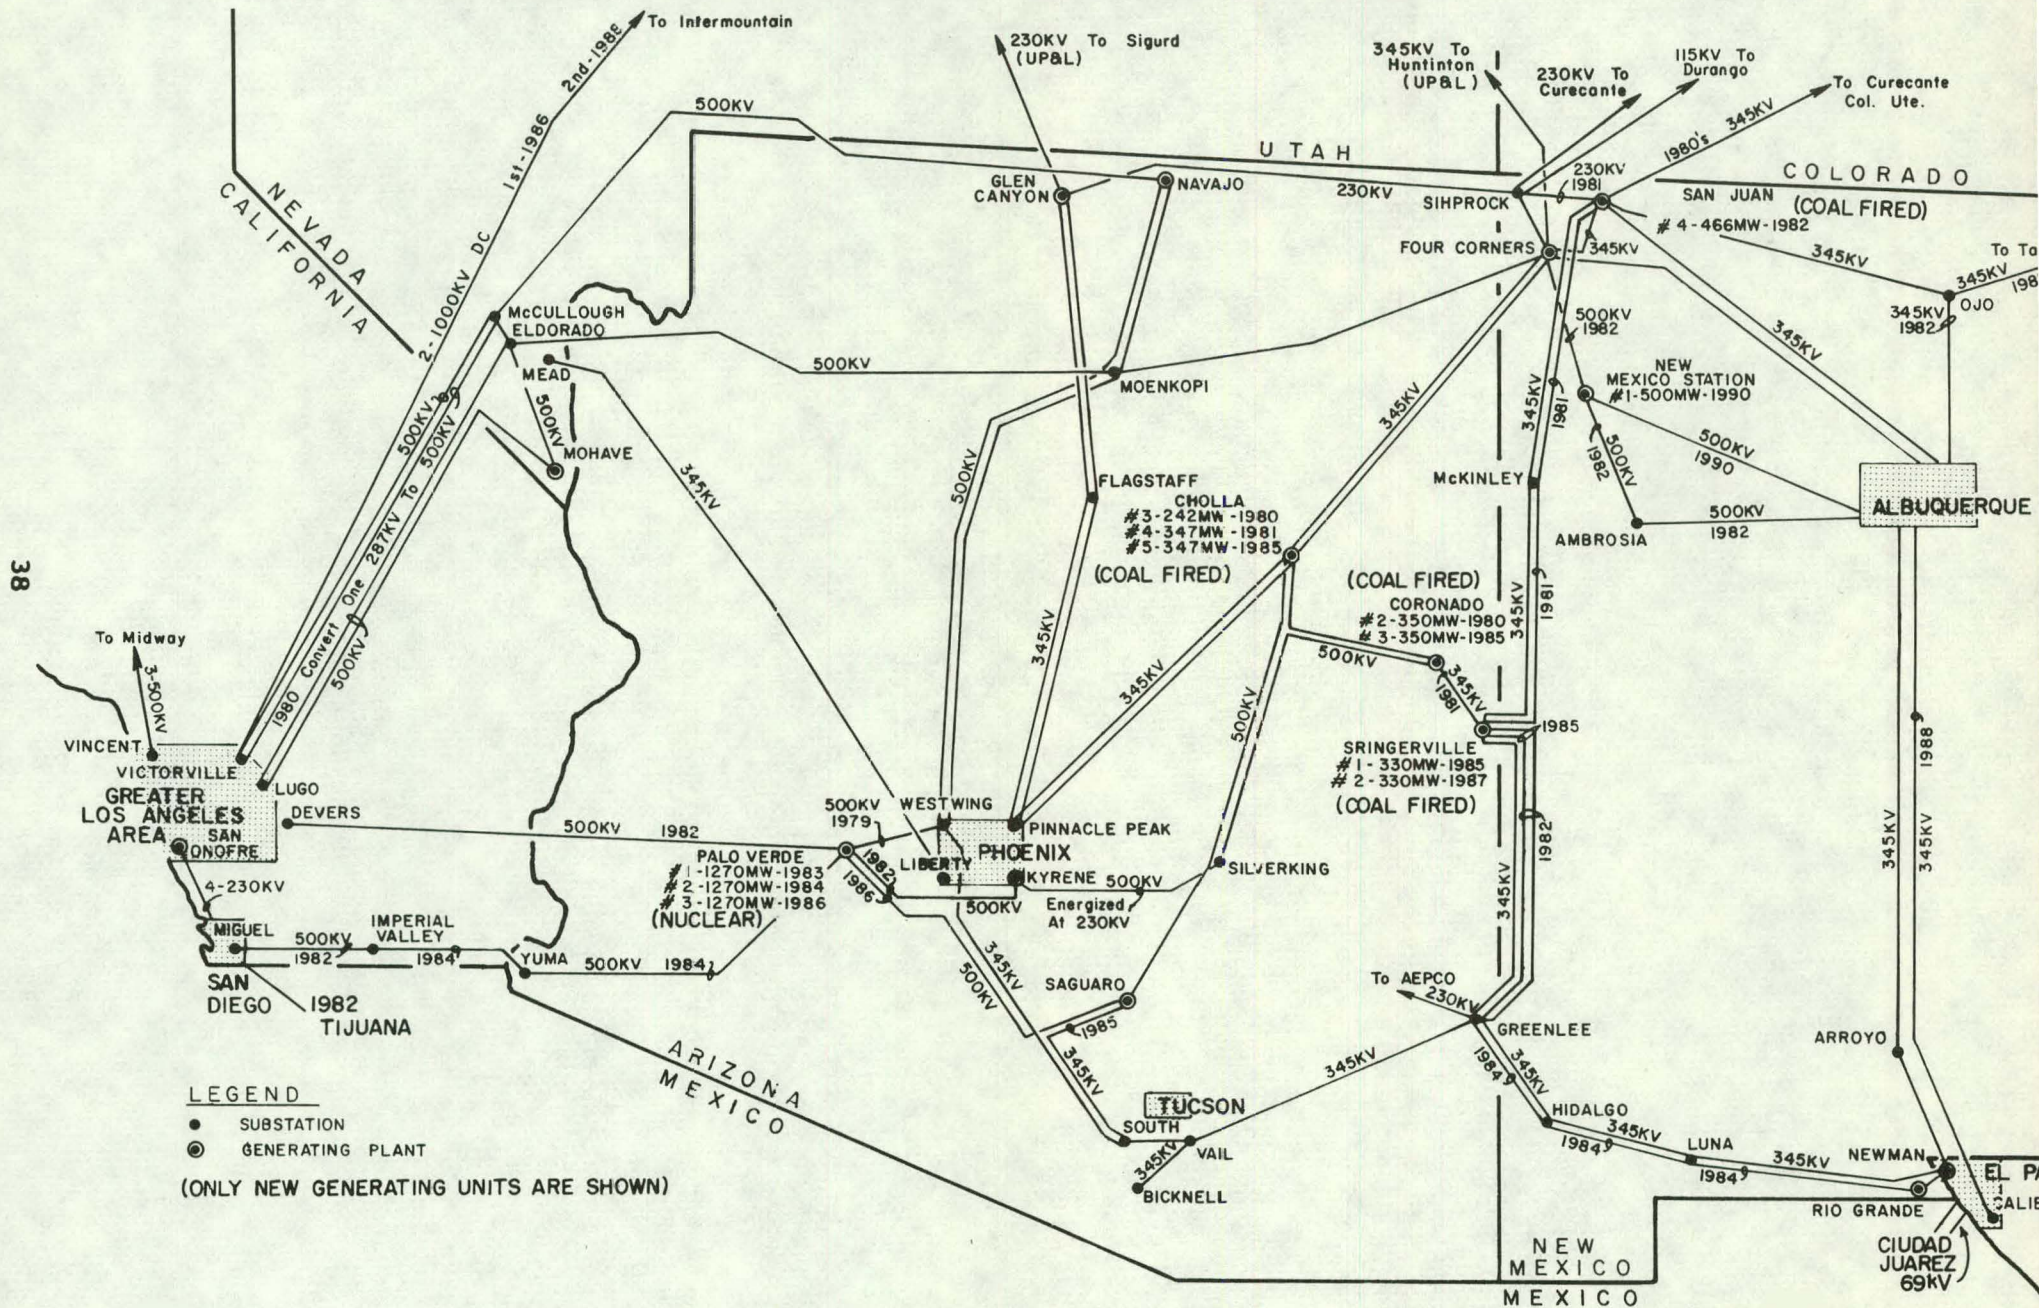 To Intermountain
2nd-1988
1st-1986
2-1000KV DC
230KV To Sigurd
(UP&L)
345KV To
Huntinton
(UP&L)
230KV To
Curecante
115KV To
Durango
To Curecante
Col. Ute.
1980's 345KV
NEVADA
CALIFORNIA
500KV
UTAH
COLORADO
GLEN
CANYON
NAVAJO
230KV
SIHPROCK
230KV
1981
SAN JUAN
(COAL FIRED)
# 4-466MW-1982
FOUR CORNERS
345KV
345KV
To Ta
345KV
198
OJO
345KV
1982
McCULLOUGH
ELDORADO
MEAD
500KV
MOHAVE
500KV
MOENKOPI
500KV
1982
NEW
MEXICO STATION
#1-500MW-1990
345KV
345KV
345KV
1981
500KV
1982
500KV
1990
500KV
500KV
1980 Convert One 287KV To
500KV
345KV
500KV
FLAGSTAFF
CHOLLA
#3-242MW-1980
#4-347MW-1981
#5-347MW-1985
(COAL FIRED)
McKINLEY
ALBUQUERQUE
500KV
1982
AMBROSIA
38
(COAL FIRED)
CORONADO
#2-350MW-1980
# 3-350MW-1985
345KV
1981
500KV
345KV
1981
345KV
345KV
500KV
To Midway
3-500KV
VINCENT
VICTORVILLE
LUGO
GREATER
LOS ANGELES
AREA
SAN
ONOFRE
DEVERS
500KV 1982
500KV
1979
WESTWING
PINNACLE PEAK
PHOENIX
LIBERTY
KYRENE
500KV
Energized
At 230KV
500KV
SILVERKING
1985
SRINGERVILLE
# 1-330MW-1985
# 2-330MW-1987
(COAL FIRED)
1988
345KV
345KV
1982
345KV
PALO VERDE
# 1-1270MW-1983
# 2-1270MW-1984
# 3-1270MW-1986
(NUCLEAR)
1982
1986
4-230KV
MIGUEL
500KV
1982
IMPERIAL
VALLEY
1984
YUMA
500KV 1984
SAN
DIEGO
1982
TIJUANA
345KV
500KV
SAGUARO
1985
345KV
To AEPCO
230KV
GREENLEE
345KV
345KV
1984
ARROYO
ARIZONA
MEXICO
LEGEND
SUBSTATION
GENERATING PLANT
(ONLY NEW GENERATING UNITS ARE SHOWN)
TUCSON
SOUTH
VAIL
345KV
BICKNELL
HIDALGO
345KV
1984
LUNA
345KV
1984
NEWMAN
EL PA
CALIE
RIO GRANDE
CIUDAD
JUAREZ
69KV
NEW
MEXICO
MEXICO